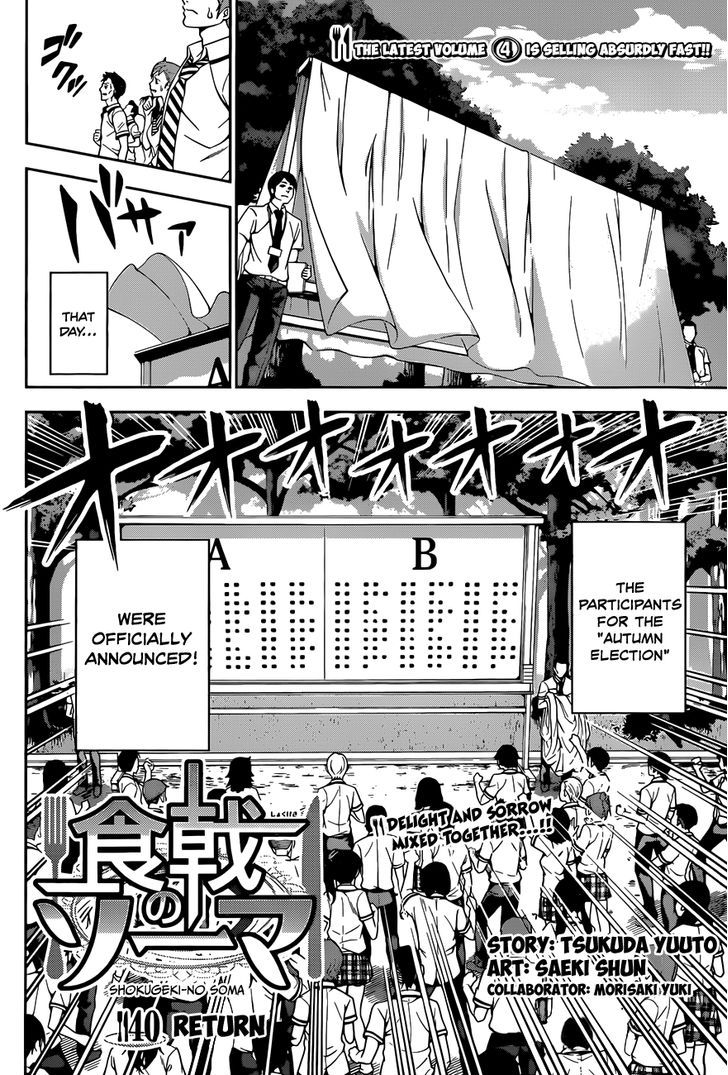 THE LATEST VOLUME 4 IS SELLING ABSURDLY FAST!!
ゴクッ
THAT
DAY...
バサァ
A
オオオオオオオ
A
B
THE
PARTICIPANTS
FOR THE
"AUTUMN
ELECTION"
WERE
OFFICIALLY
ANNOUNCED!
DELIGHT AND SORROW
MIXED TOGETHER...!!
食戟
の
ソーマ
SHOKUGEKI-NO SOMA
40 RETURN
STORY: TSUKUDA YUUTO
ART: SAEKI SHUN
COLLABORATOR: MORISAKI YUKI